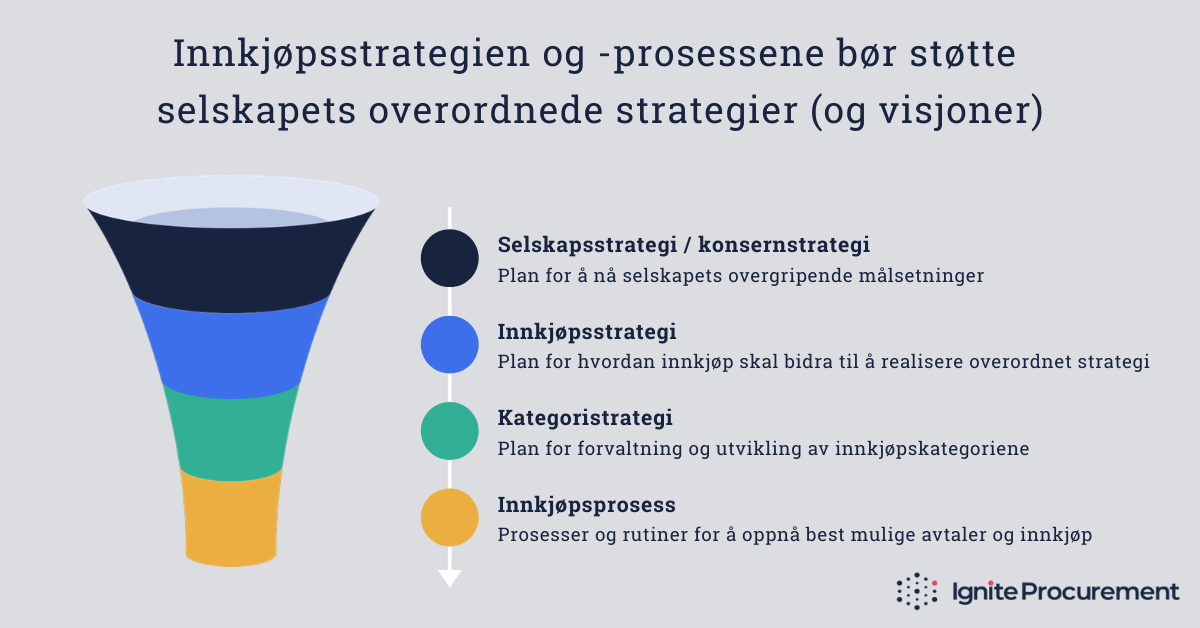 Innkjøpsstrategien og -prosessene bør støtte
selskapets overordnede strategier (og visjoner)
Selskapsstrategi / konsernstrategi
Plan for å nå selskapets overgripende målsetninger
Innkjøpsstrategi
Plan for hvordan innkjøp skal bidra til å realisere overordnet strategi
Kategoristrategi
Plan for forvaltning og utvikling av innkjøpskategoriene
Innkjøpsprosess
Prosesser og rutiner for å oppnå best mulige avtaler og innkjøp
Ignite Procurement